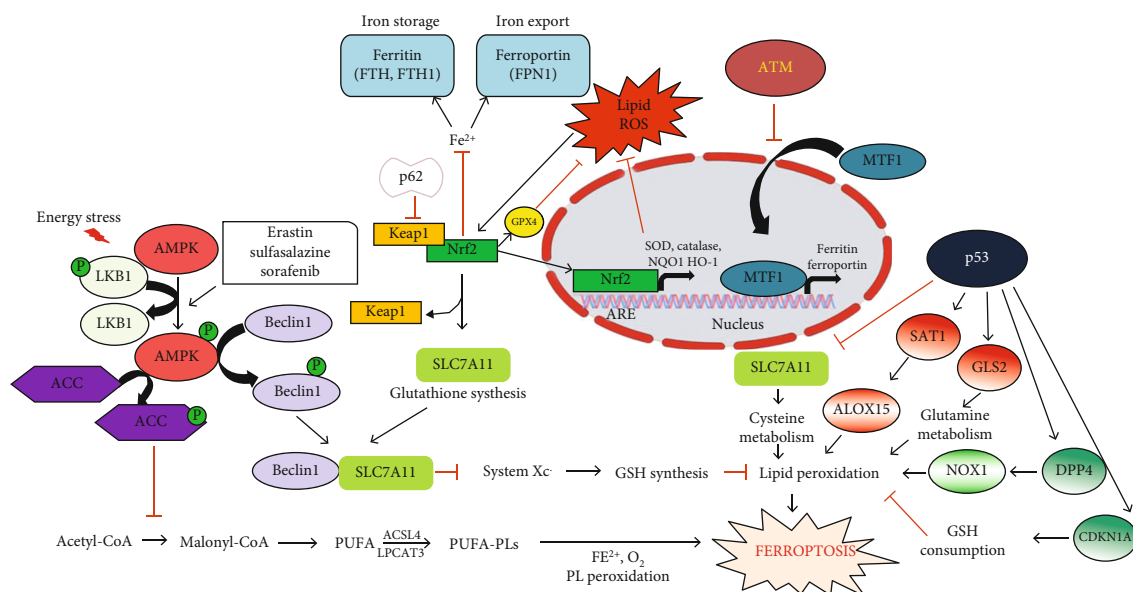 Iron storage
Iron export
Ferritin
(FTH, FTH1)
Ferroportin
(FPN1)
ATM
Lipid
ROS
Fe²⁺
MTF1
p62
GPX4
Energy stress
Keap1
Nrf2
Erastin
sulfasalazine
sorafenib
AMPK
P
LKB1
SOD, catalase,
NQO1 HO-1
Ferritin
ferroportin
p53
Nrf2
MTF1
ARE
Nucleus
LKB1
Keap1
Beclin1
P
AMPK
SAT1
SLC7A11
Glutathione systhesis
SLC7A11
GLS2
ACC
P
Beclin1
ACC
P
ALOX15
Cysteine
metabolism
Glutamine
metabolism
Beclin1
SLC7A11
System Xc-
GSH synthesis
Lipid peroxidation
NOX1
DPP4
Acetyl-CoA
Malonyl-CoA
PUFA
ACSL4
LPCAT3
PUFA-PLs
FE²⁺, O₂
PL peroxidation
FERROPTOSIS
GSH
consumption
CDKN1A